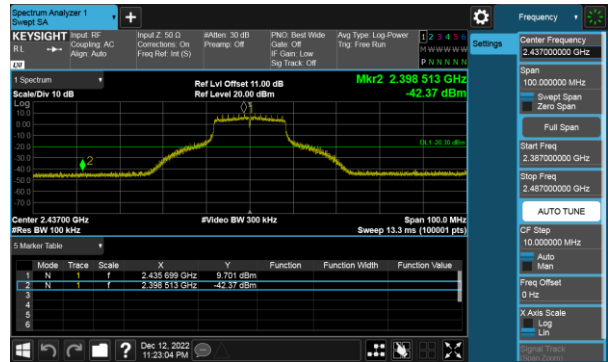 Spectrum Analyzer 1
Swept SA
Frequency
KEYSIGHT Input: RF Input Z: 50 Ω #Atten: 30 dB PNO: Best Wide Avg Type: Log-Power 1 2 3 4 5 6
RL Coupling: AC Corrections: On Preamp: Off Gate: Off Trig: Free Run M W W W W W
Align: Auto Freq Ref: Int (S) IF Gain: Low P N N N N N
Sig Track: Off
LXI
1 Spectrum
Scale/Div 10 dB
Ref Lvl Offset 11.00 dB
Ref Level 20.00 dBm
Mkr2 2.398 513 GHz
-42.37 dBm
Log
10.0
0.00
-10.0
-20.0
-30.0
-40.0
-50.0
-60.0
-70.0
DL1 -20.30 dBm
2
Center 2.43700 GHz #Video BW 300 kHz Span 100.0 MHz
#Res BW 100 kHz Sweep 13.3 ms (100001 pts)
5 Marker Table
Mode Trace Scale X Y Function Function Width Function Value
1 N 1 f 2.435 699 GHz 9.701 dBm
2 N 1 f 2.398 513 GHz -42.37 dBm
3
4
5
6
Dec 12, 2022
11:23:04 PM
Settings
Center Frequency
2.437000000 GHz
Span
100.000000 MHz
Swept Span
Zero Span
Full Span
Start Freq
2.387000000 GHz
Stop Freq
2.487000000 GHz
AUTO TUNE
CF Step
10.000000 MHz
Auto
Man
Freq Offset
0 Hz
X Axis Scale
Log
Lin
Signal Track
(Span Zoom)